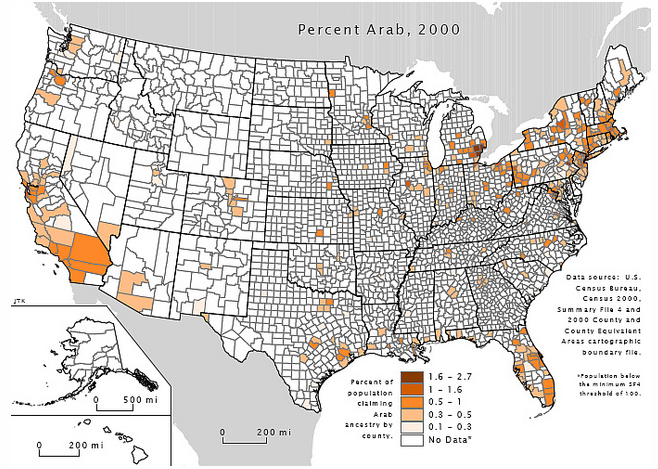 Percent Arab, 2000
Data source: U.S.
Census Bureau,
Census 2000,
Summary File 4 and
2000 County and
County Equivalent
Areas cartographic
boundary file.
*Population below
the minimum SF4
threshold of 100.
JTK
500 mi
0
200 mi
0
200 mi
0
Percent of
population
claiming
Arab
ancestry by
county.
1.6 - 2.7
1 - 1.6
0.5 - 1
0.3 - 0.5
0.1 - 0.3
No Data*